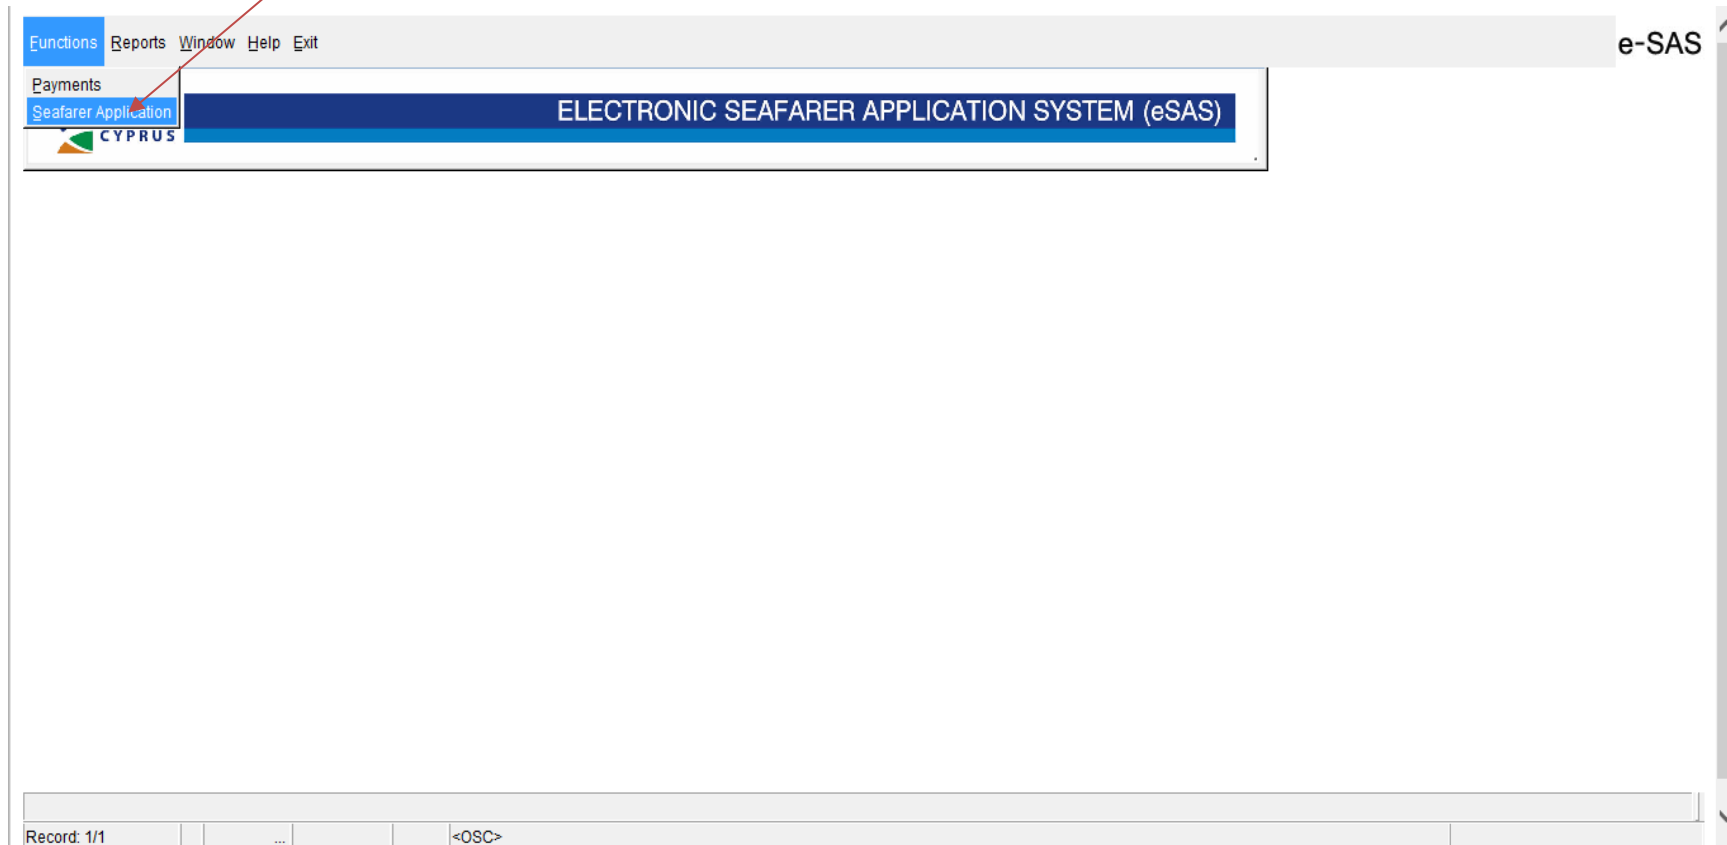 Functions Reports Window Help Exit
e-SAS
Payments
Seafarer Application
ELECTRONIC SEAFARER APPLICATION SYSTEM (eSAS)
CYPRUS
.
Record: 1/1 ... <OSC>